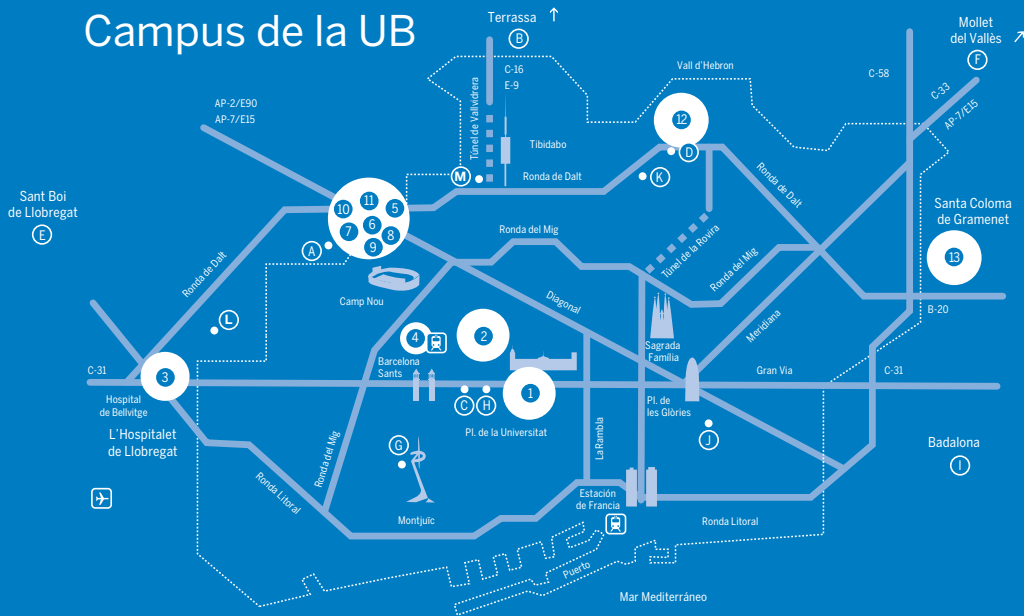 Campus de la UB
Terrassa
B
Mollet
del Vallès
F
C-16
E-9
Vall d'Hebron
C-58
C-33
AP-7/E15
AP-2/E90
AP-7/E15
Túnel de Vallvidrera
Tibidabo
12
D
K
M
Ronda de Dalt
Ronda de Dalt
Sant Boi
de Llobregat
E
11
10
5
6
7
8
9
A
Santa Coloma
de Gramenet
13
Ronda del Mig
Túnel de la Rovira
Ronda del Mig
Ronda de Dalt
Camp Nou
Diagonal
Meridiana
B-20
L
4
2
Sagrada
Família
Barcelona
Sants
C-31
3
1
Gran Via
C-31
Hospital
de Bellvitge
C
H
Pl. de
les Glòries
J
Pl. de la Universitat
L'Hospitalet
de Llobregat
G
Ronda del Mig
La Rambla
Badalona
I
Ronda Litoral
Estación
de Francia
Montjuïc
Ronda Litoral
Puerto
Mar Mediterráneo